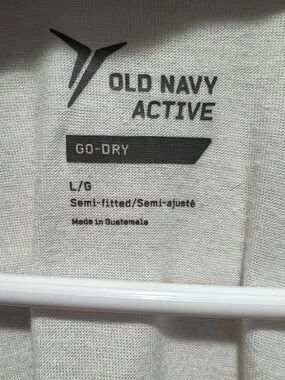 OLD NAVY
ACTIVE
GO-DRY
L/G
Semi-fitted/Semi-ajusté
Made in Guatemala